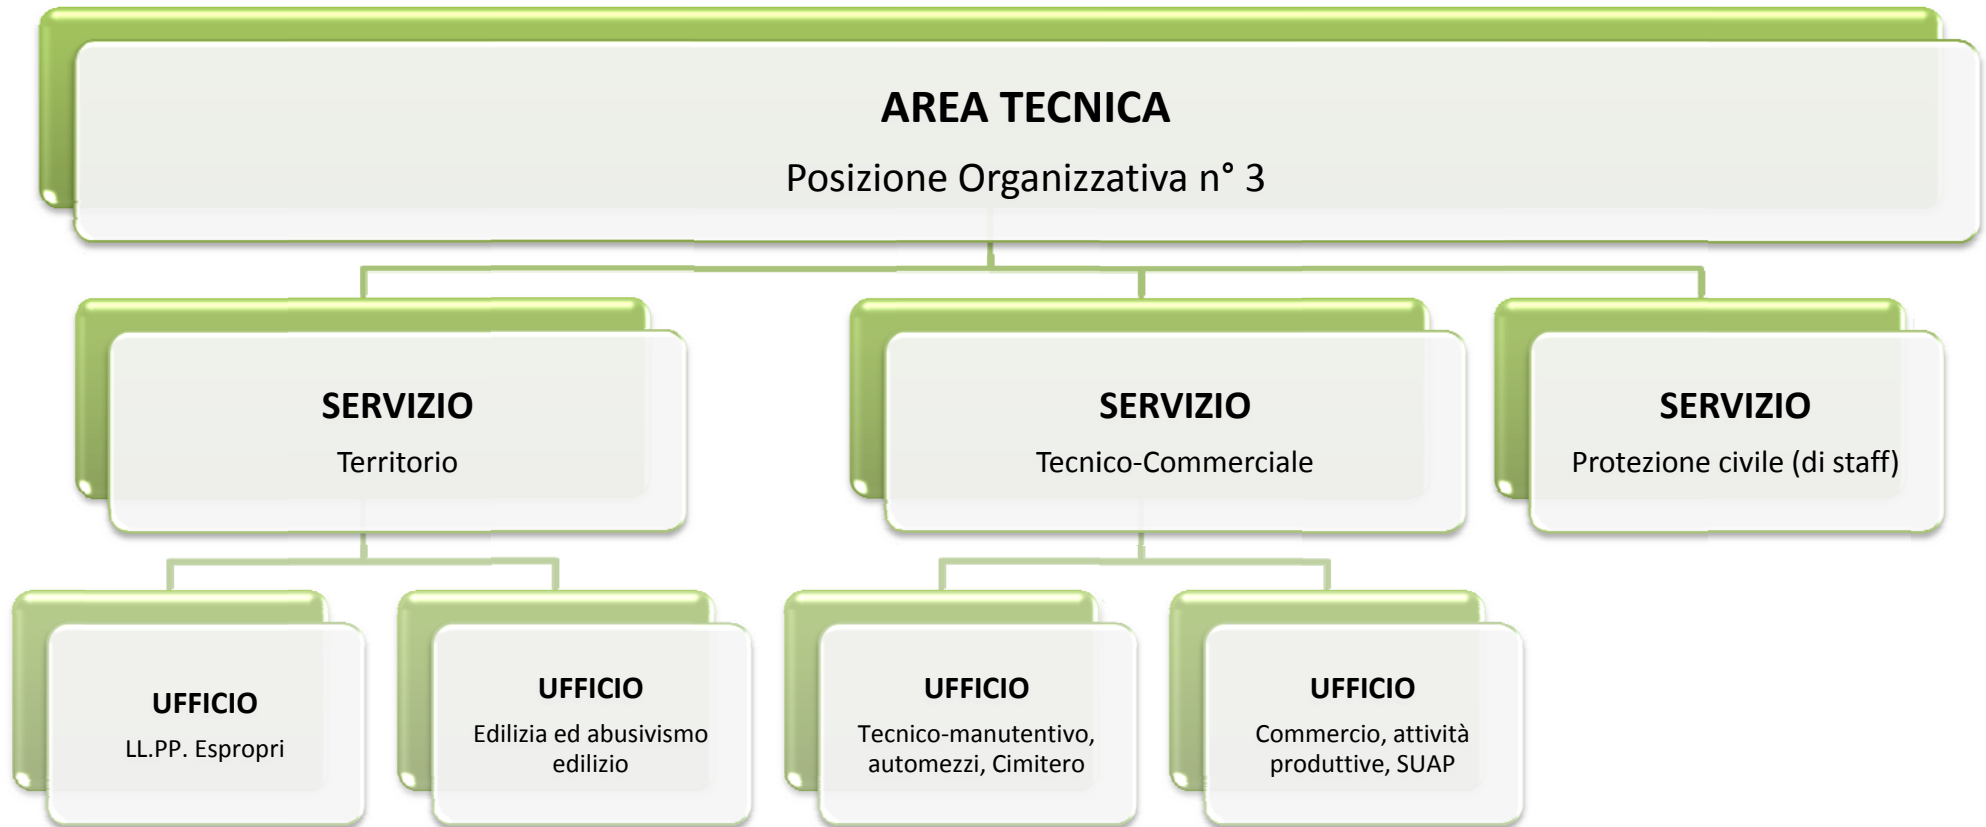 AREA TECNICA
Posizione Organizzativa n° 3
SERVIZIO
Territorio
SERVIZIO
Tecnico-Commerciale
SERVIZIO
Protezione civile (di staff)
UFFICIO
LL.PP. Espropri
UFFICIO
Edilizia ed abusivismo
edilizio
UFFICIO
Tecnico-manutentivo,
automezzi, Cimitero
UFFICIO
Commercio, attività
produttive, SUAP